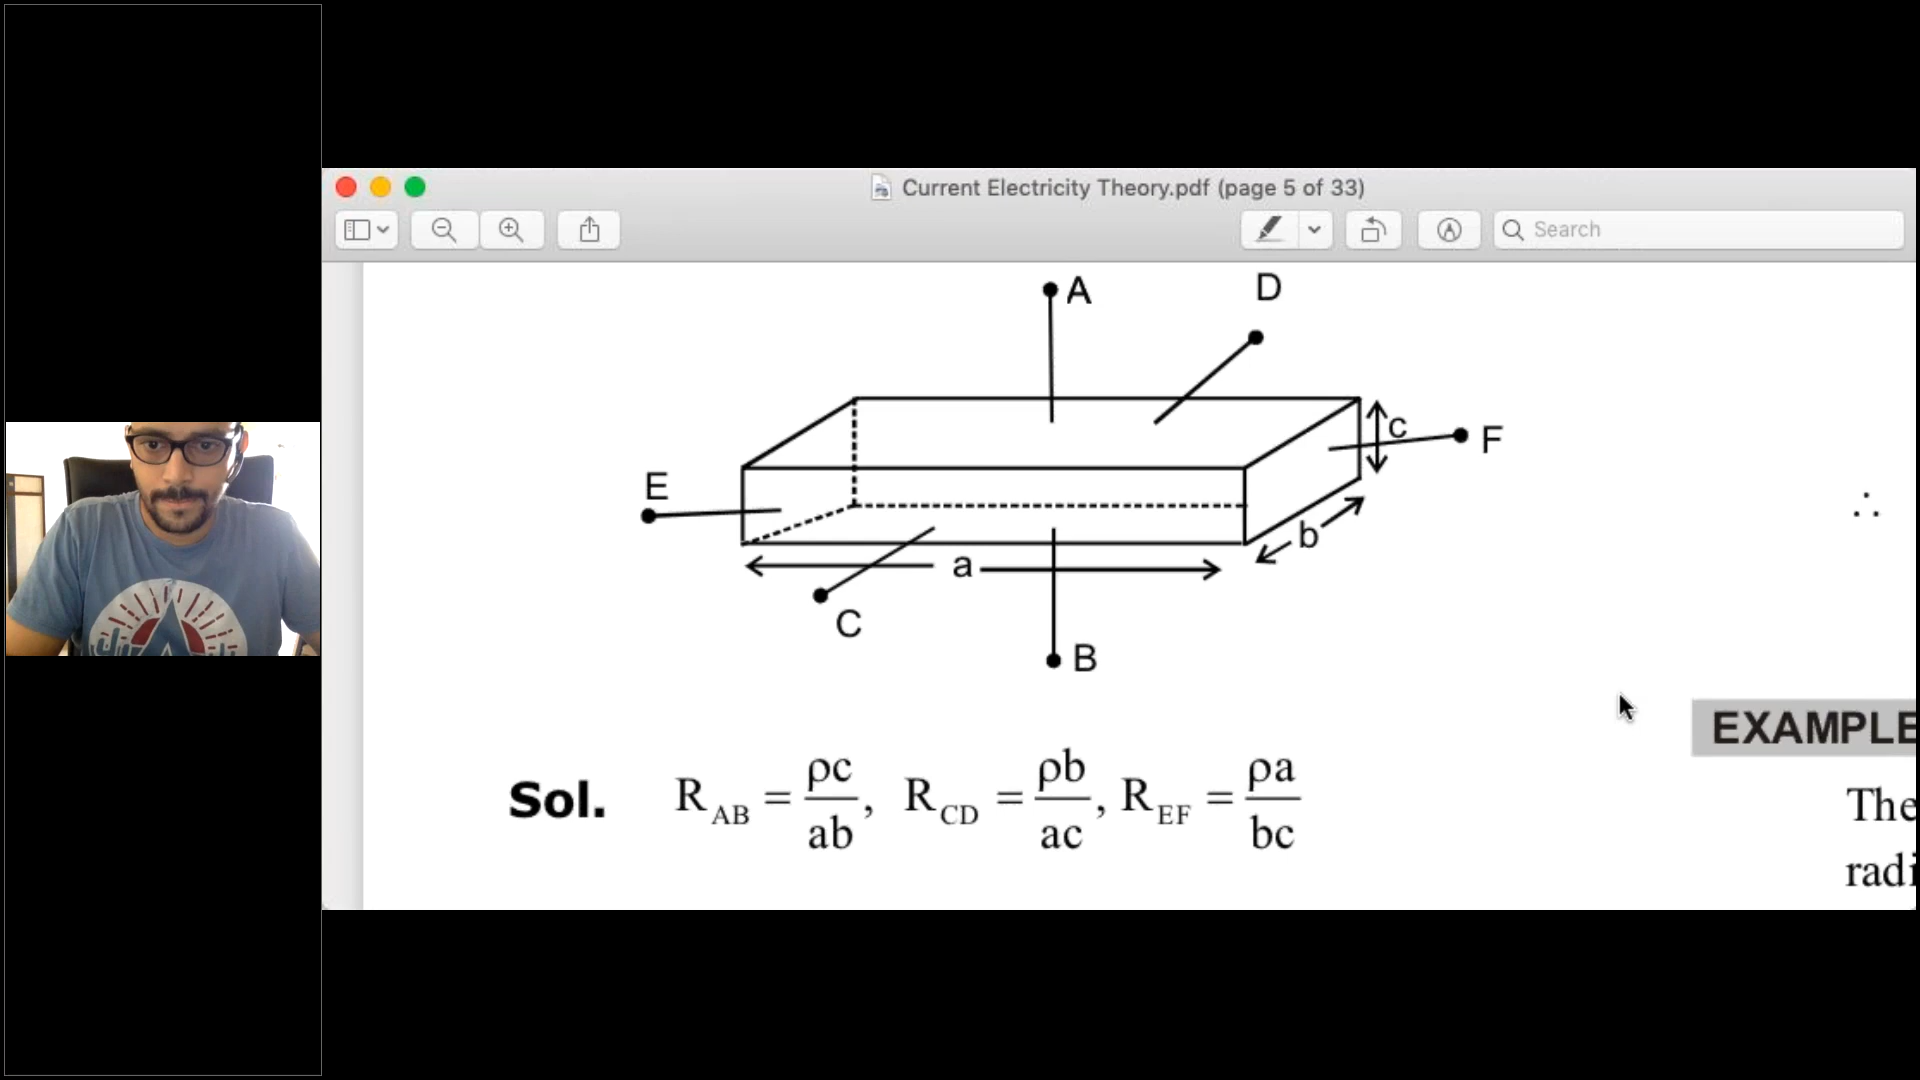 Current Electricity Theory.pdf (page 5 of 33)
Search
A
D
c
F
E
b
a
C
B
∴
EXAMPLE
Sol. R_AB = ρc/ab, R_CD = ρb/ac, R_EF = ρa/bc
The
radi